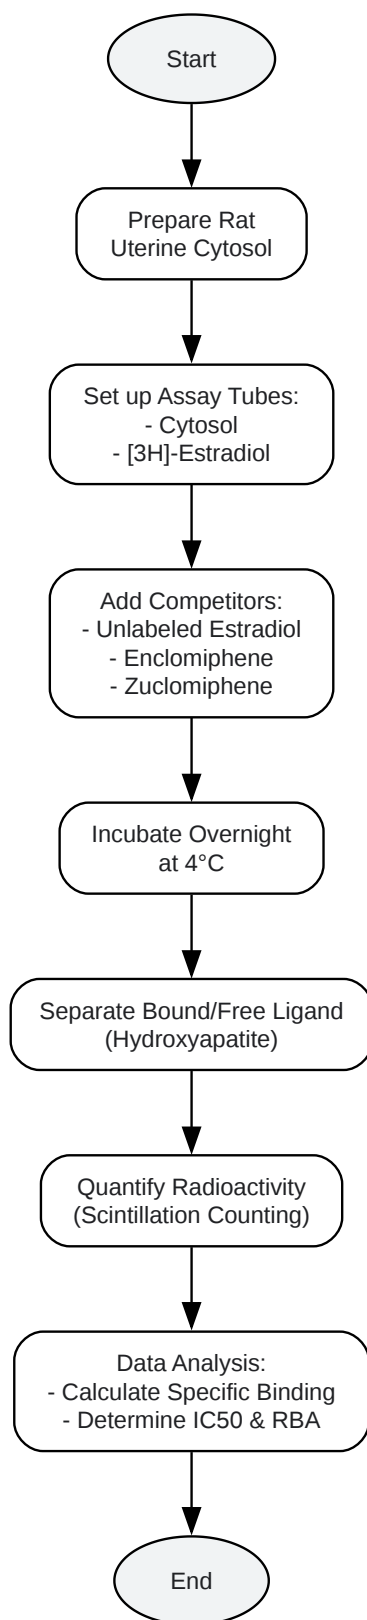 Start
Prepare Rat
Uterine Cytosol
Set up Assay Tubes:
- Cytosol
- [3H]-Estradiol
Add Competitors:
- Unlabeled Estradiol
- Enclomiphene
- Zuclomiphene
Incubate Overnight
at 4°C
Separate Bound/Free Ligand
(Hydroxyapatite)
Quantify Radioactivity
(Scintillation Counting)
Data Analysis:
- Calculate Specific Binding
- Determine IC50 & RBA
End